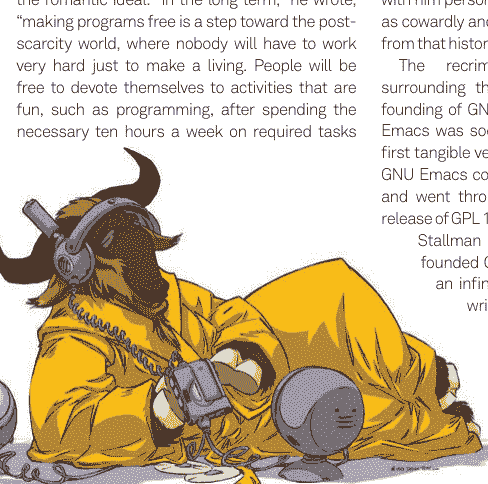 the romantic ideal. "In the long term," he wrote,
"making programs free is a step toward the post-
scarcity world, where nobody will have to work
very hard just to make a living. People will be
free to devote themselves to activities that are
fun, such as programming, after spending the
necessary ten hours a week on required tasks
with him person
as cowardly and
from that histor
The recrim
surrounding th
founding of GN
Emacs was soo
first tangible ve
GNU Emacs co
and went thro
release of GPL 1
Stallman
founded G
an infin
wri